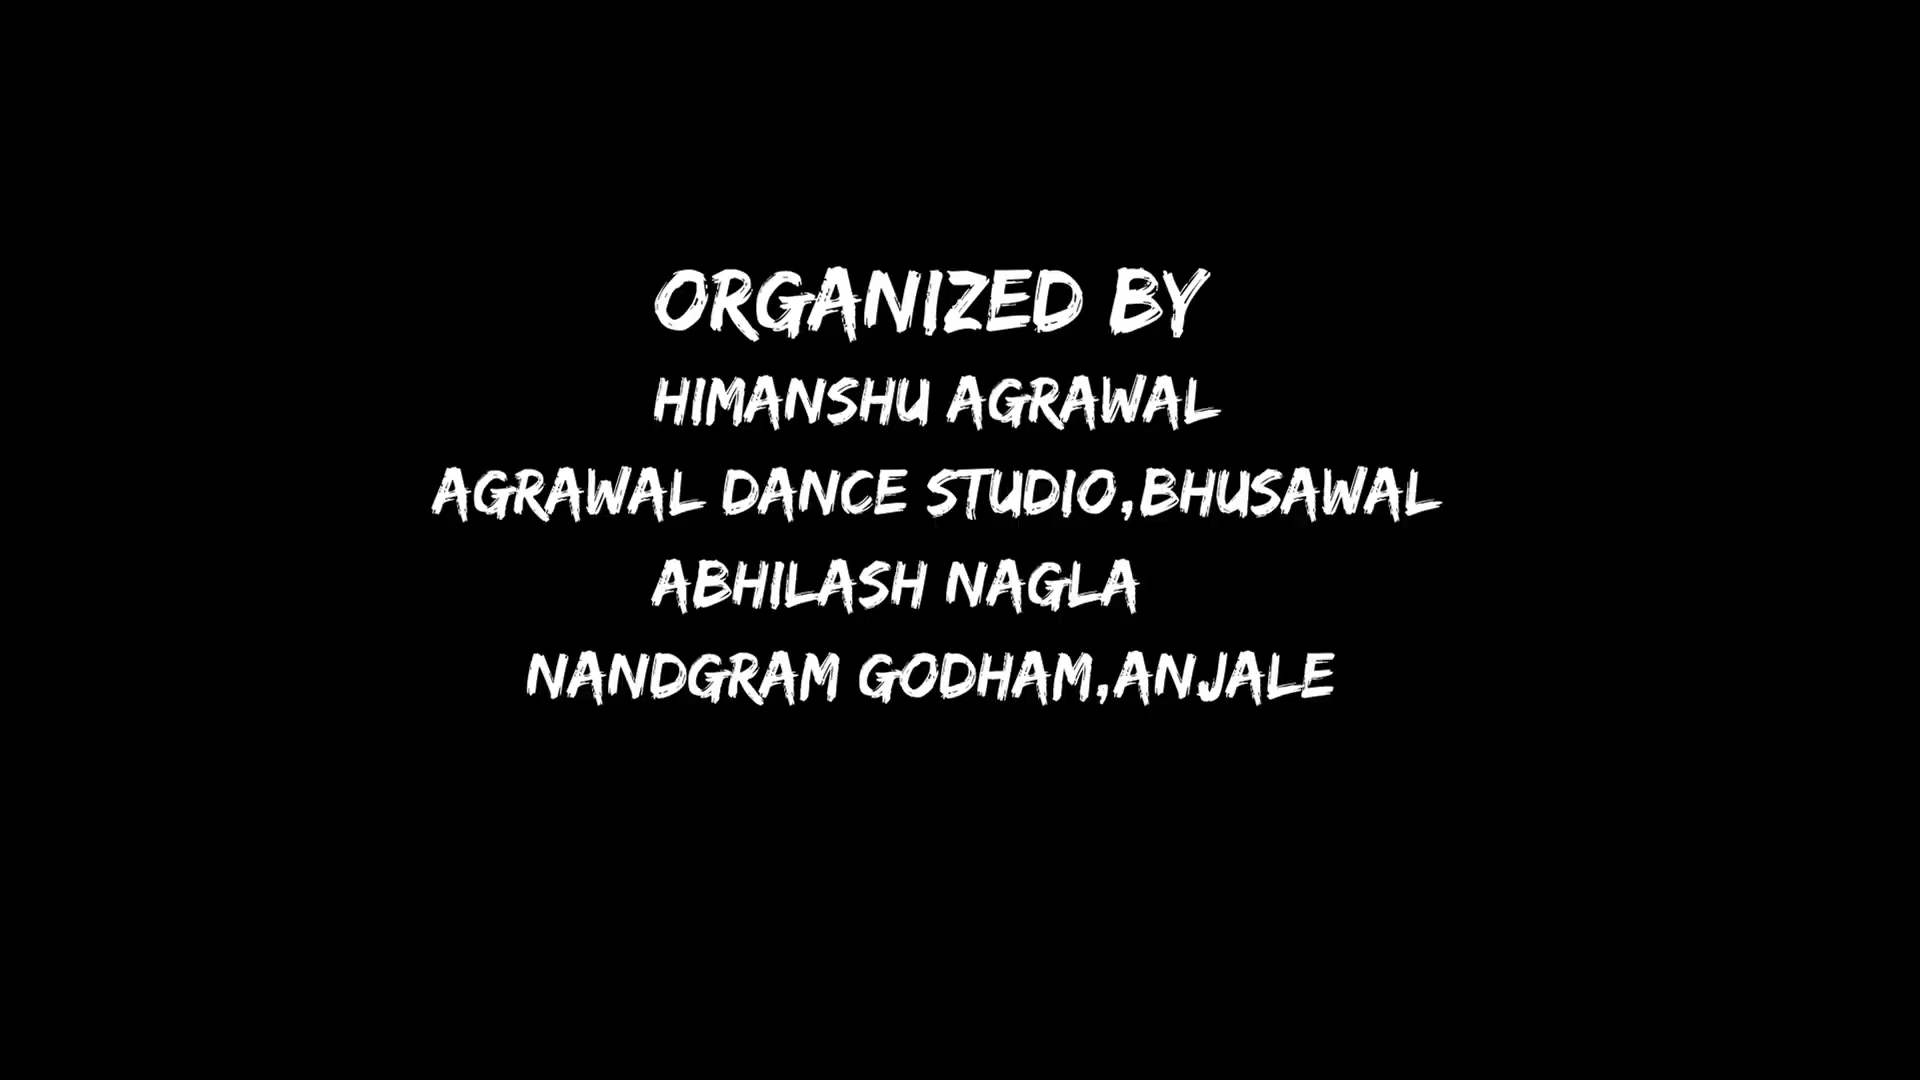 ORGANIZED BY
HIMANSHU AGRAWAL
AGRAWAL DANCE STUDIO,BHUSAWAL
ABHILASH NAGLA
NANDGRAM GODHAM,ANJALE